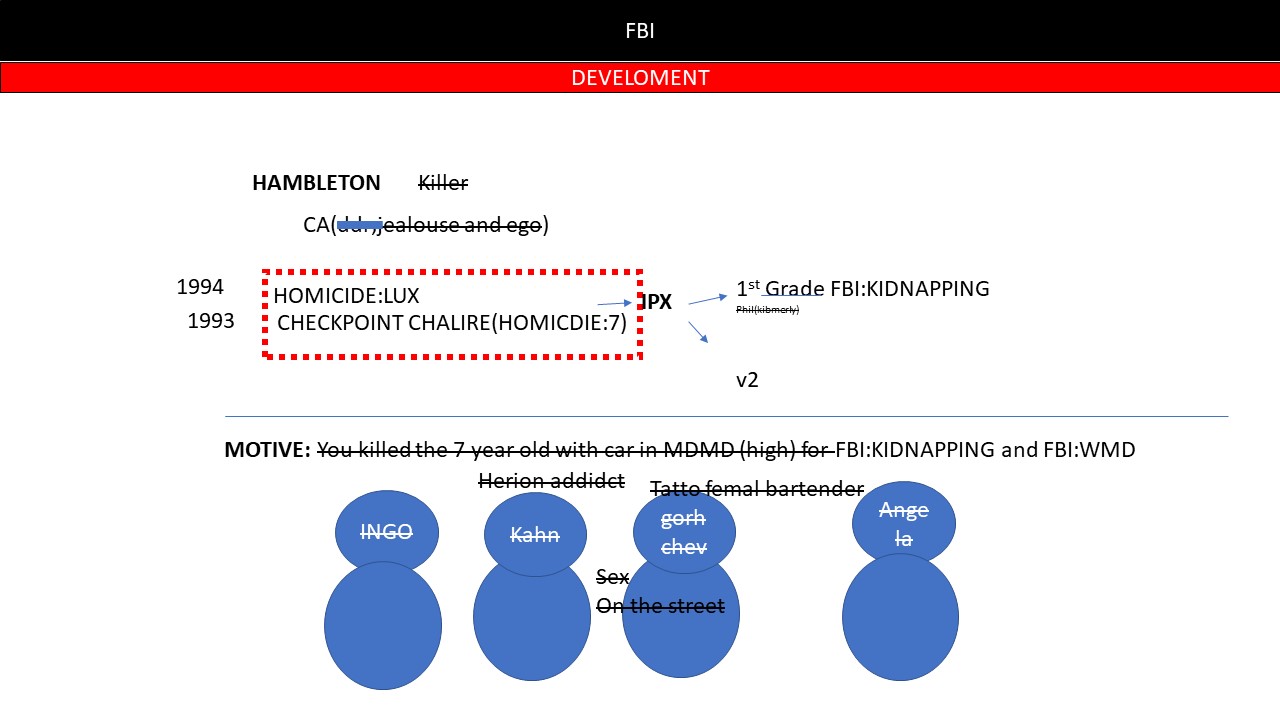 FBI
DEVELOMENT
HAMBLETON Killer
CA(ddr)jealouse and ego)
1994
HOMICIDE:LUX
1993
CHECKPOINT CHALIRE(HOMICDIE:7)
IPX
1st Grade FBI:KIDNAPPING
Phil(kibmerly)
v2
MOTIVE: You killed the 7 year old with car in MDMD (high) for FBI:KIDNAPPING and FBI:WMD
Herion addidct
Tatto femal bartender
INGO
Kahn
gorh
chev
Ange
la
Sex
On the street